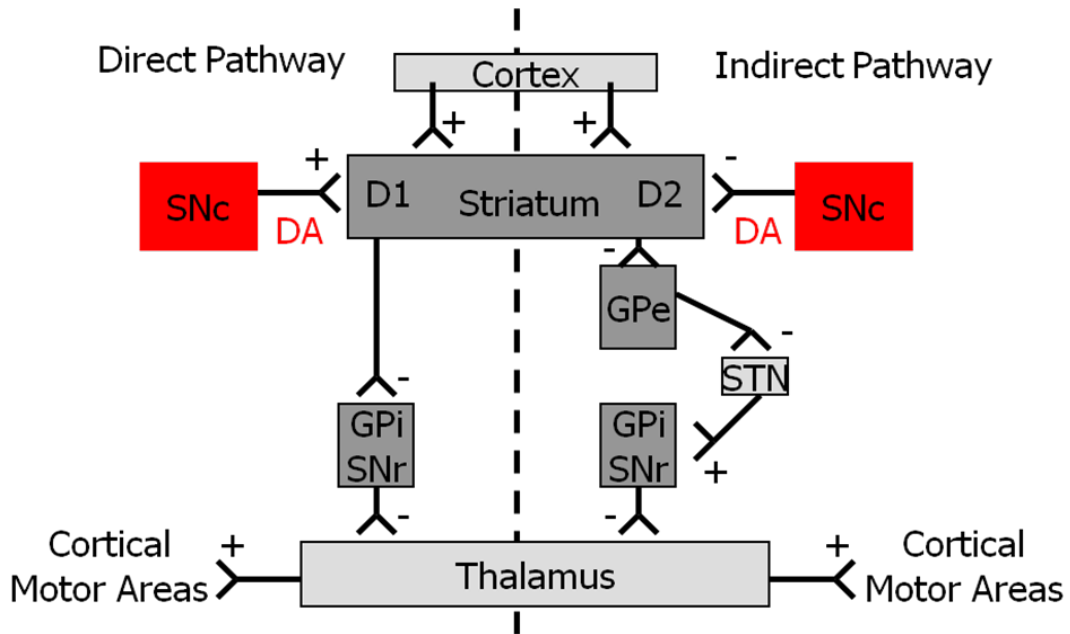 Direct Pathway
Cortex
Indirect Pathway
+
+
+
-
SNc
DA
D1
Striatum
D2
DA
SNc
-
GPe
-
STN
-
GPi
SNr
GPi
SNr
+
-
-
Cortical
Motor Areas
+
Thalamus
+
Cortical
Motor Areas